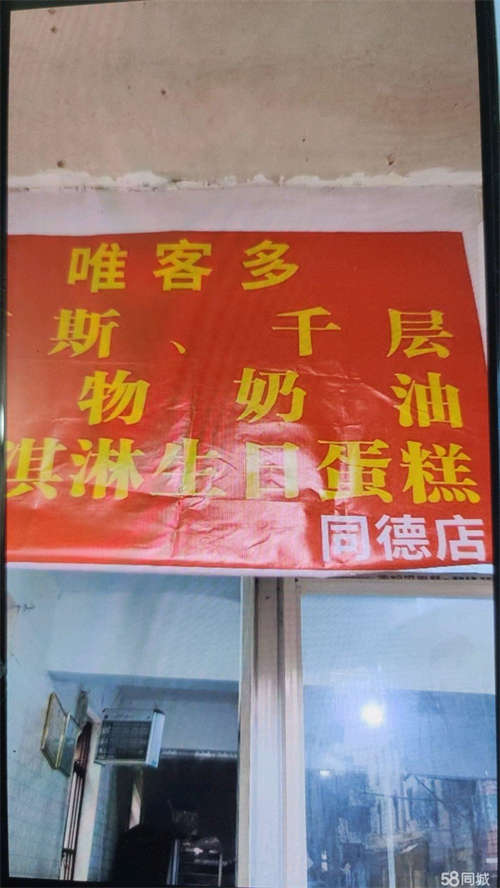 唯客多
斯、千层
物奶油
淇淋生日蛋糕
同德店
58同城